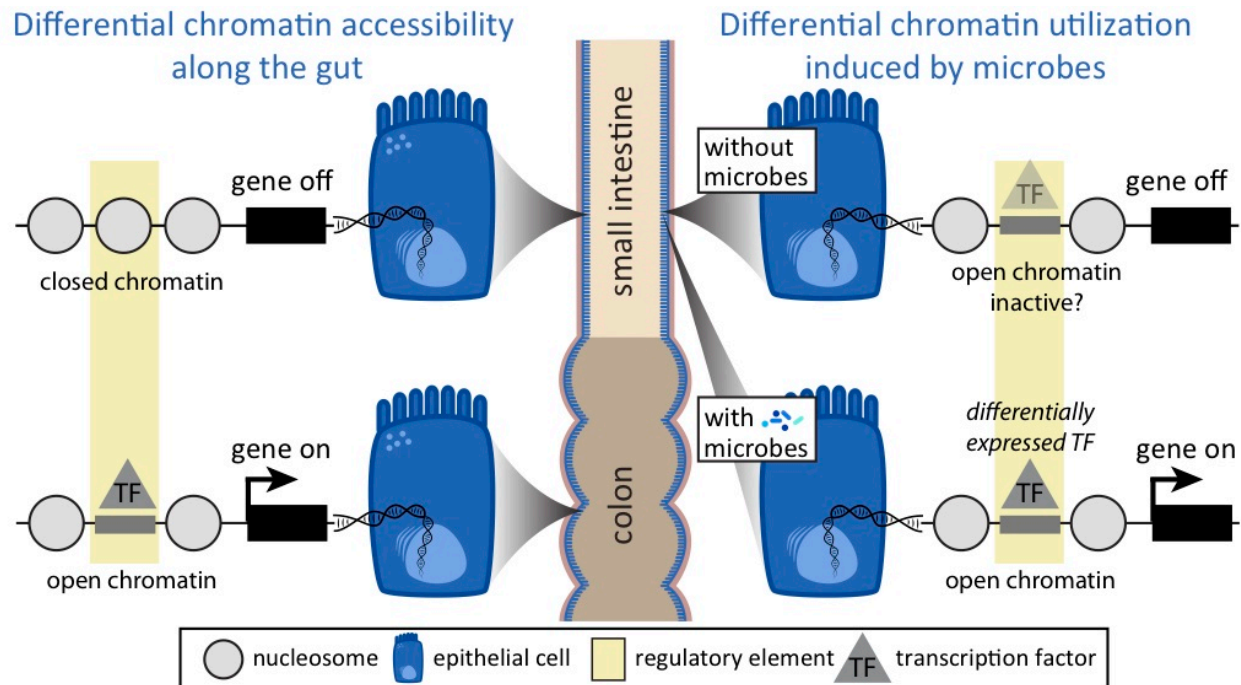 Differential chromatin accessibility
along the gut
Differential chromatin utilization
induced by microbes
gene off
closed chromatin
small intestine
without
microbes
TF
gene off
open chromatin
inactive?
gene on
TF
open chromatin
colon
with
microbes
differentially
expressed TF
gene on
TF
open chromatin
nucleosome
epithelial cell
regulatory element
TF
transcription factor